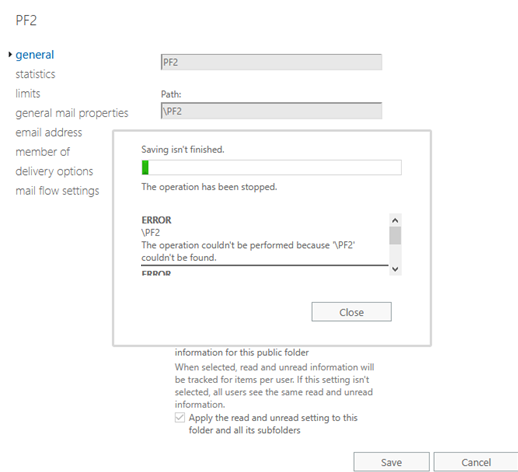 PF2
general
statistics
limits
general mail properties
email address
member of
delivery options
mail flow settings
PF2
Path:
\PF2
Saving isn't finished.
The operation has been stopped.
ERROR
\PF2
The operation couldn't be performed because '\PF2'
couldn't be found.
ERROR
Close
information for this public folder
When selected, read and unread information will
be tracked for items per user. If this setting isn't
selected, all users see the same read and unread
information.
Apply the read and unread setting to this
folder and all its subfolders
Save
Cancel